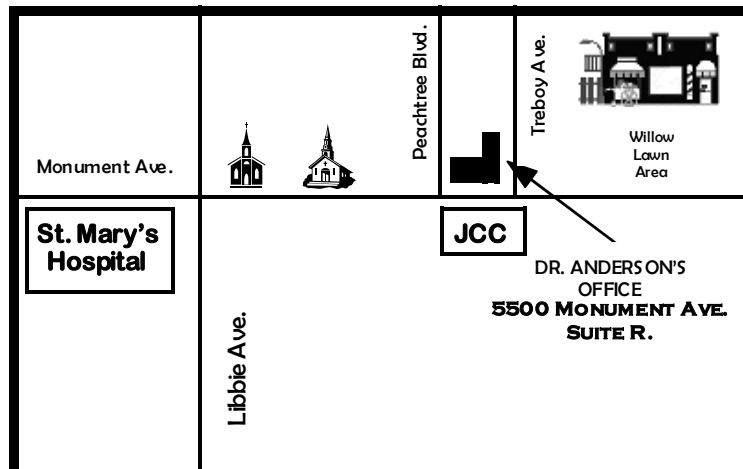 Peachtree Blvd.
Treboy Ave.
Willow
Lawn
Area
Monument Ave.
St. Mary's
Hospital
JCC
DR. ANDERSON'S
OFFICE
5500 MONUMENT AVE.
SUITE R.
Libbie Ave.